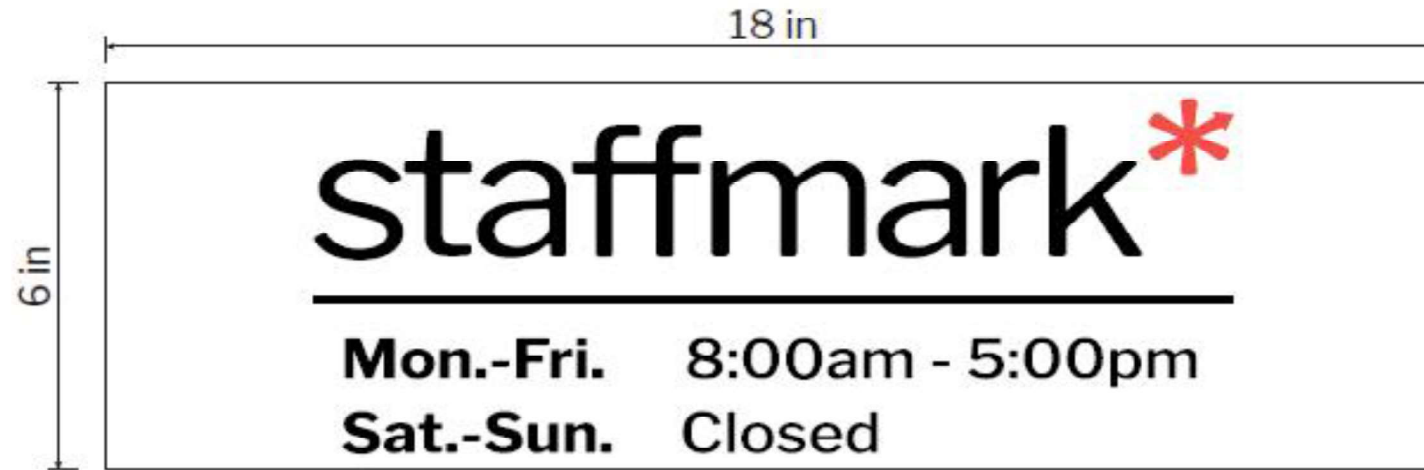 18 in
6 in
staffmark*
Mon.-Fri. 8:00am - 5:00pm
Sat.-Sun. Closed